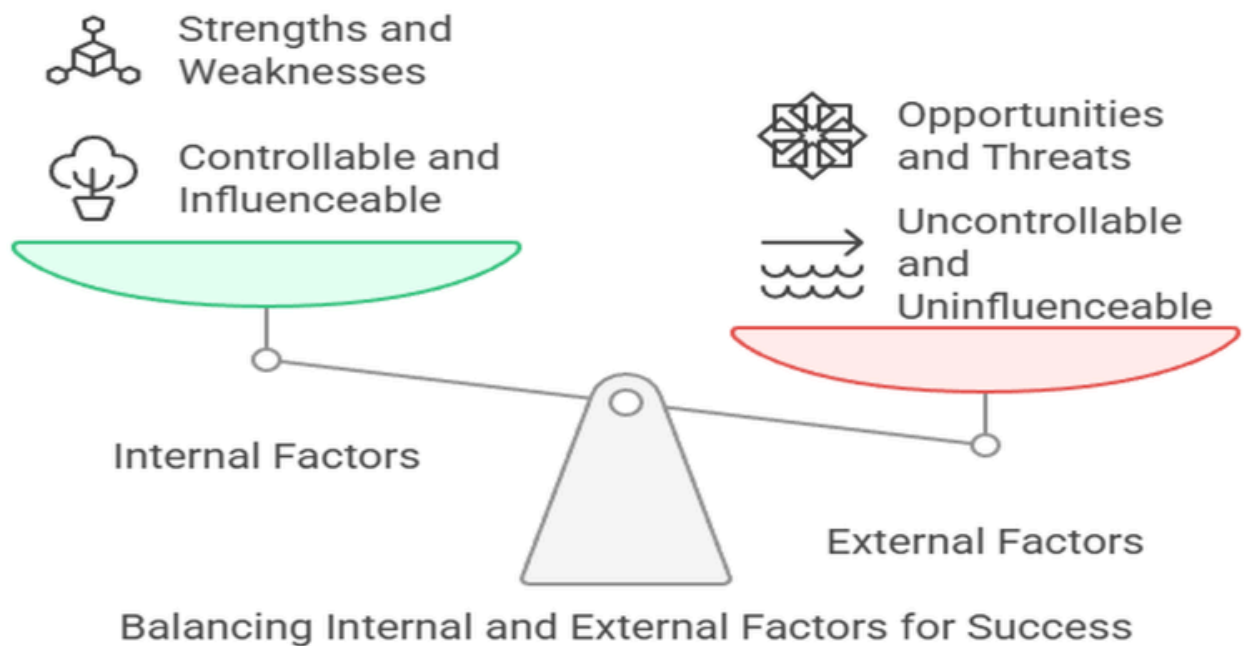 Strengths and
Weaknesses
Controllable and
Influenceable
Opportunities
and Threats
Uncontrollable
and
Uninfluenceable
Internal Factors
External Factors
Balancing Internal and External Factors for Success